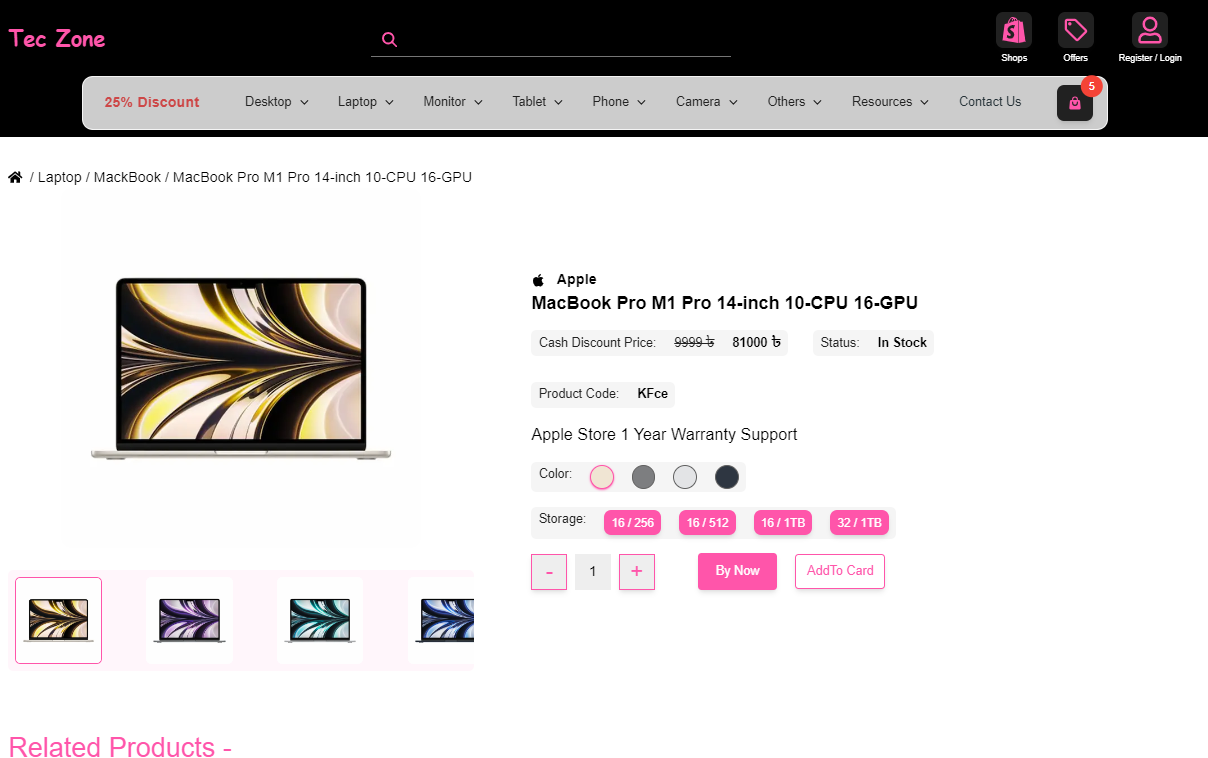 Tec Zone
Shops
Offers
Register / Login
25% Discount
Desktop
Laptop
Monitor
Tablet
Phone
Camera
Others
Resources
Contact Us
5
/ Laptop / MackBook / MacBook Pro M1 Pro 14-inch 10-CPU 16-GPU
Apple
MacBook Pro M1 Pro 14-inch 10-CPU 16-GPU
Cash Discount Price: 9999 ৳ 81000 ৳
Status: In Stock
Product Code: KFce
Apple Store 1 Year Warranty Support
Color:
Storage: 16 / 256 16 / 512 16 / 1TB 32 / 1TB
- 1 + By Now AddTo Card
Related Products -